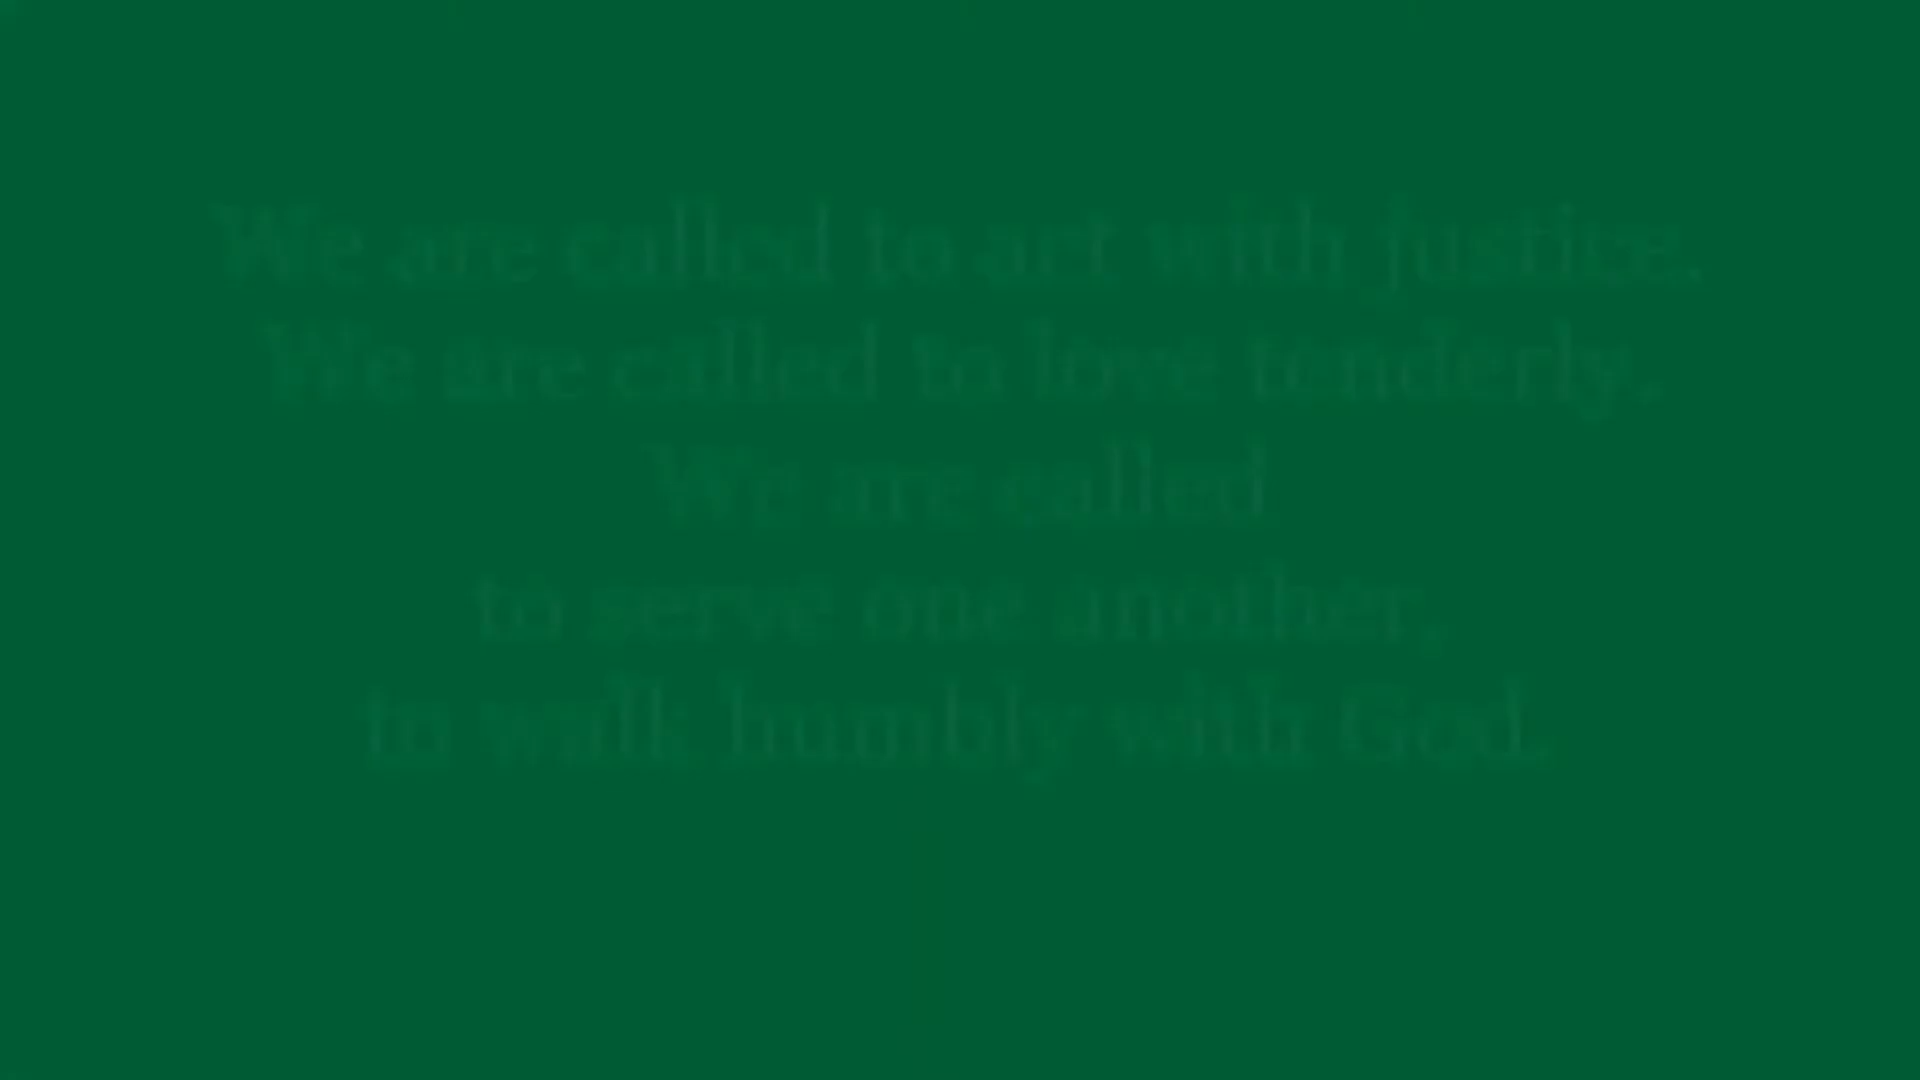 We are called to act with justice.
We are called to love tenderly.
We are called
to serve one another,
to walk humbly with God.